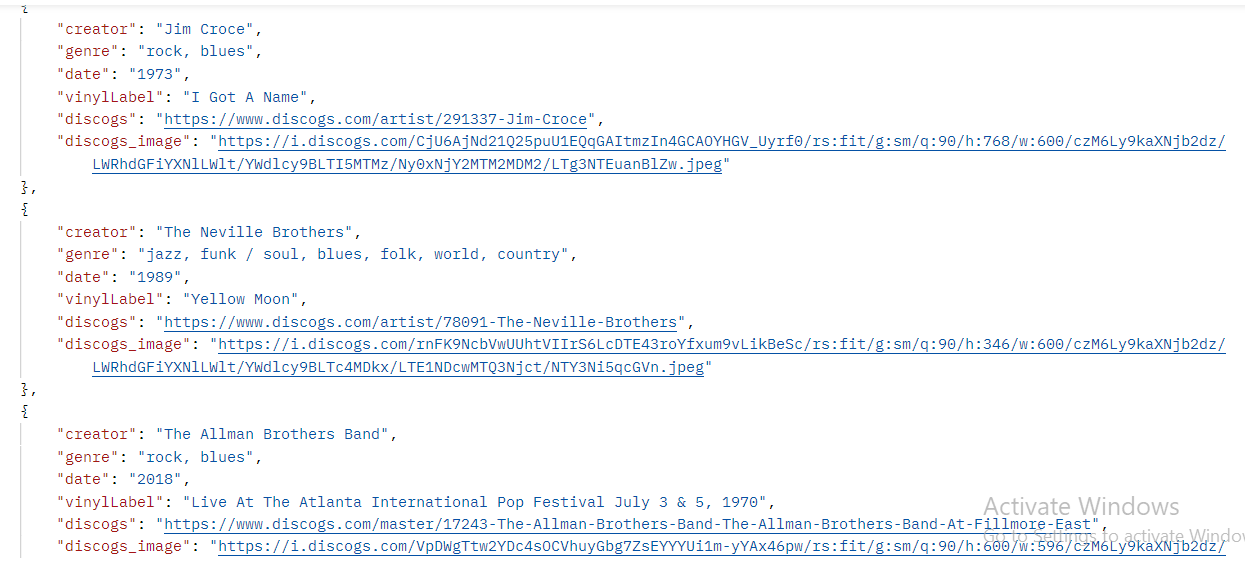 {
"creator": "Jim Croce",
"genre": "rock, blues",
"date": "1973",
"vinylLabel": "I Got A Name",
"discogs": "https://www.discogs.com/artist/291337-Jim-Croce",
"discogs_image": "https://i.discogs.com/CjU6AjNd21Q25puU1EQqGAItmzIn4GCAOYHGV_Uyrf0/rs:fit/g:sm/q:90/h:768/w:600/czM6Ly9kaXNjb2dz/
LWRhdGFiYXNlLWlt/YWdlcy9BLTI5MTMz/Ny0xNjY2MTM2MDM2/LTg3NTEuanBlZw.jpeg"
},
{
"creator": "The Neville Brothers",
"genre": "jazz, funk / soul, blues, folk, world, country",
"date": "1989",
"vinylLabel": "Yellow Moon",
"discogs": "https://www.discogs.com/artist/78091-The-Neville-Brothers",
"discogs_image": "https://i.discogs.com/rnFK9NcbVwUUhtVIIrS6LcDTE43roYfxum9vLikBeSc/rs:fit/g:sm/q:90/h:346/w:600/czM6Ly9kaXNjb2dz/
LWRhdGFiYXNlLWlt/YWdlcy9BLTc4MDkx/LTE1NDcwMTQ3Njct/NTY3Ni5qcGVn.jpeg"
},
{
"creator": "The Allman Brothers Band",
"genre": "rock, blues",
"date": "2018",
"vinylLabel": "Live At The Atlanta International Pop Festival July 3 & 5, 1970",
"discogs": "https://www.discogs.com/master/17243-The-Allman-Brothers-Band-The-Allman-Brothers-Band-At-Fillmore-East",
"discogs_image": "https://i.discogs.com/VpDWgTtw2YDc4sOCVhuyGbg7ZsEYYYUi1m-yYAx46pw/rs:fit/g:sm/q:90/h:600/w:596/czM6Ly9kaXNjb2dz/
Activate Windows
Go to Settings to activate Windo